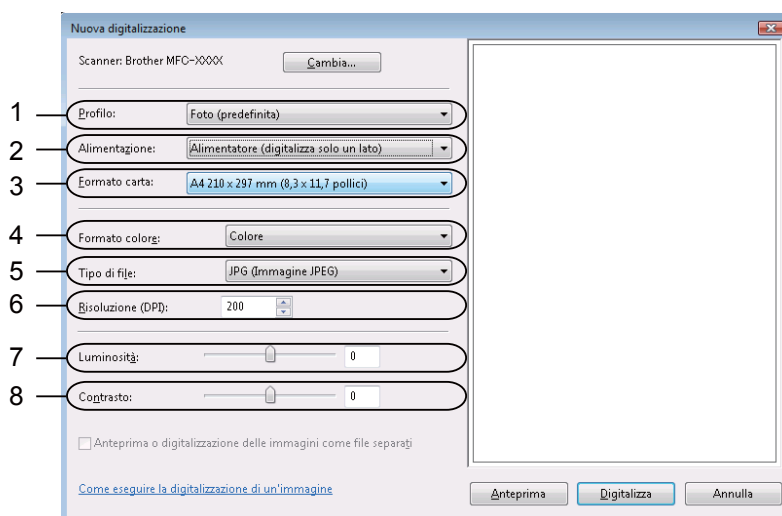 Nuova digitalizzazione
Scanner: Brother MFC-XXXX
Cambia...
1 Profilo: Foto (predefinita)
2 Alimentazione: Alimentatore (digitalizza solo un lato)
3 Formato carta: A4 210 x 297 mm (8,3 x 11,7 pollici)
4 Formato colore: Colore
5 Tipo di file: JPG (Immagine JPEG)
6 Risoluzione (DPI): 200
7 Luminosità: 0
8 Contrasto: 0
Anteprima o digitalizzazione delle immagini come file separati
Come eseguire la digitalizzazione di un'immagine
Anteprima Digitalizza Annulla